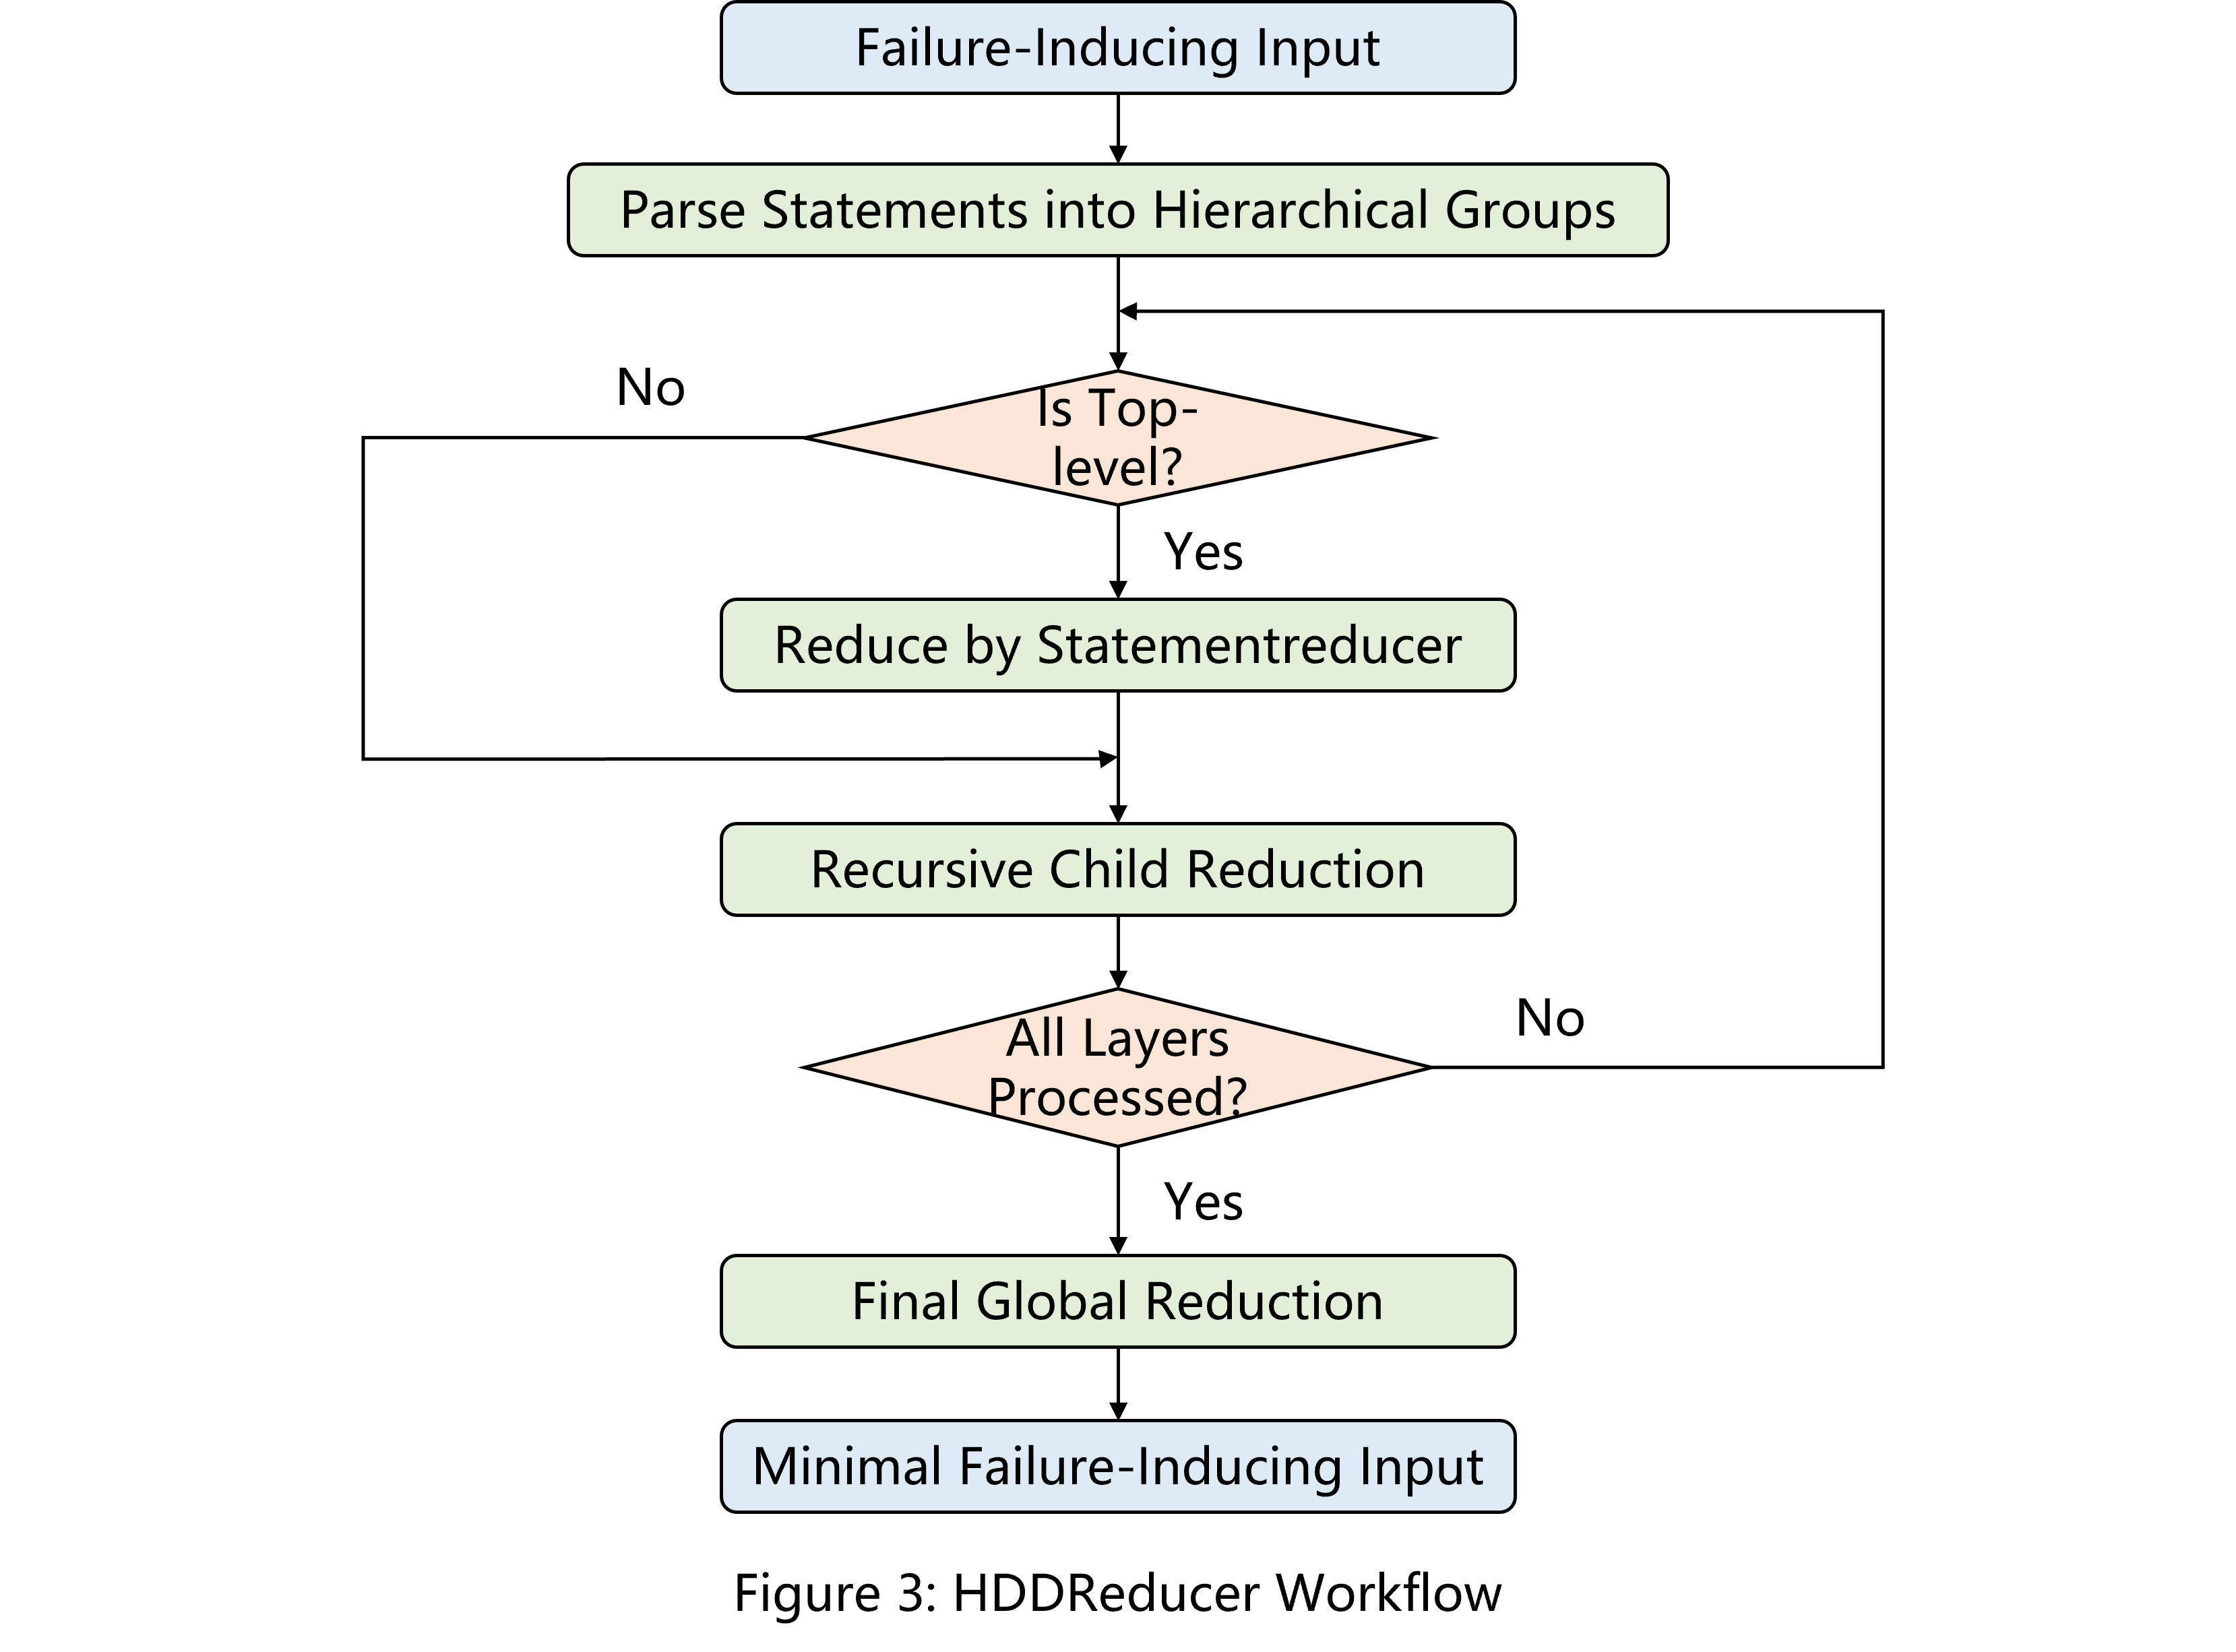 Failure-Inducing Input
Parse Statements into Hierarchical Groups
No
Is Top-
level?
Yes
Reduce by Statementreducer
Recursive Child Reduction
All Layers
Processed?
No
Yes
Final Global Reduction
Minimal Failure-Inducing Input
Figure 3: HDDReducer Workflow